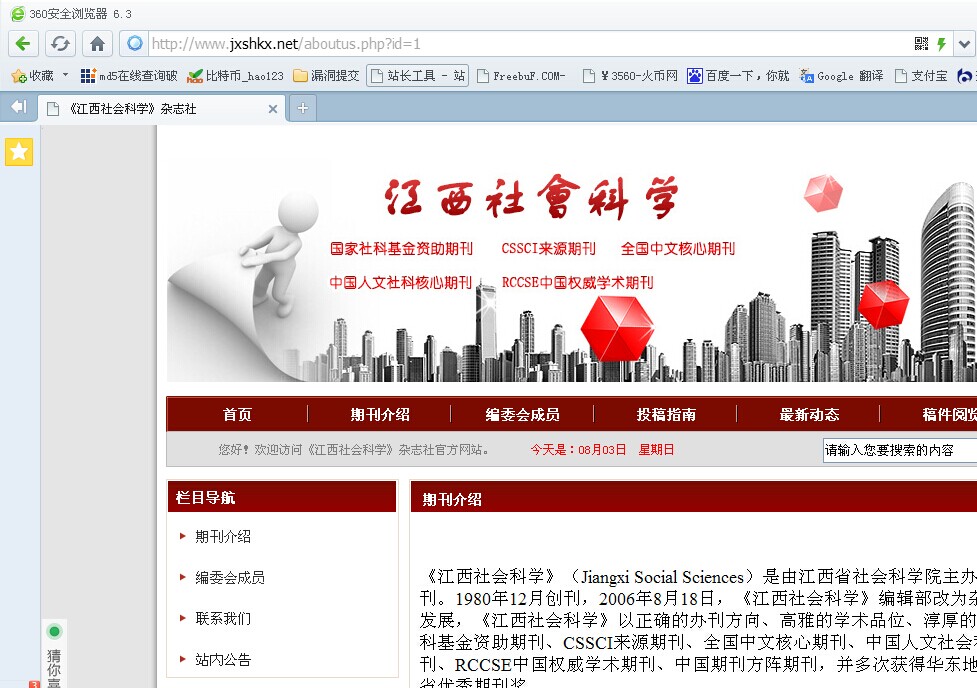 360安全浏览器 6.3
http://www.jxshkx.net/aboutus.php?id=1
收藏 md5在线查询破 比特币_hao123 漏洞提交 站长工具 - 站 FreebuF.COM- ¥3560-火币网 百度一下，你就 Google 翻译 支付宝
《江西社会科学》杂志社
江西社會科学
国家社科基金资助期刊 CSSCI来源期刊 全国中文核心期刊
中国人文社科核心期刊 RCCSE中国权威学术期刊
首页 期刊介绍 编委会成员 投稿指南 最新动态 稿件阅览
您好！欢迎访问《江西社会科学》杂志社官方网站。 今天是：08月03日 星期日 请输入您要搜索的内容
栏目导航
期刊介绍
编委会成员
联系我们
站内公告
期刊介绍
《江西社会科学》（Jiangxi Social Sciences）是由江西省社会科学院主办
刊。1980年12月创刊，2006年8月18日，《江西社会科学》编辑部改为杂
发展，《江西社会科学》以正确的办刊方向、高雅的学术品位、淳厚的
科基金资助期刊、CSSCI来源期刊、全国中文核心期刊、中国人文社会科
刊、RCCSE中国权威学术期刊、中国期刊方阵期刊，并多次获得华东地
省优秀期刊奖
猜你喜
3